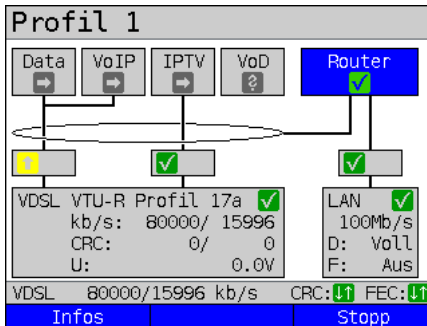 Profil 1
Data VoIP IPTV VoD Router
VDSL VTU-R Profil 17a
kb/s: 80000/ 15996
CRC: 0/ 0
U: 0.0V
LAN
100Mb/s
D: Voll
F: Aus
VDSL 80000/15996 kb/s CRC: FEC:
Infos Stopp